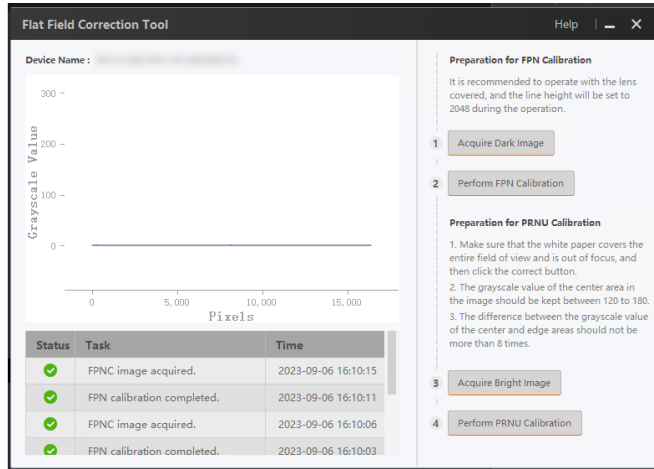 Flat Field Correction Tool
Help
Device Name :
300
200
100
0
Grayscale Value
0
5,000
10,000
15,000
Pixels
Status Task Time
FPNC image acquired. 2023-09-06 16:10:15
FPN calibration completed. 2023-09-06 16:10:11
FPNC image acquired. 2023-09-06 16:10:06
FPN calibration completed. 2023-09-06 16:10:03
Preparation for FPN Calibration
It is recommended to operate with the lens
covered, and the line height will be set to
2048 during the operation.
1 Acquire Dark Image
2 Perform FPN Calibration
Preparation for PRNU Calibration
1. Make sure that the white paper covers the
entire field of view and is out of focus, and
then click the correct button.
2. The grayscale value of the center area in
the image should be kept between 120 to 180.
3. The difference between the grayscale value
of the center and edge areas should not be
more than 8 times.
3 Acquire Bright Image
4 Perform PRNU Calibration